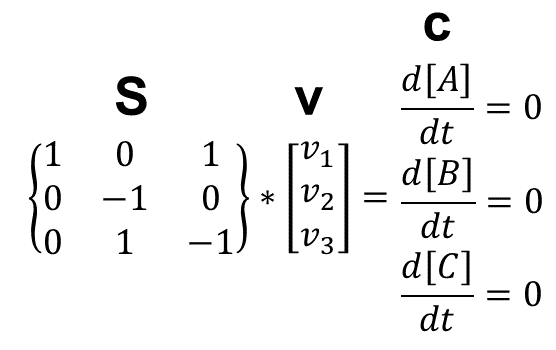 c
S v
{1 0 1
0 −1 0
0 1 −1} * [v₁
v₂
v₃] =
d[A]/dt = 0
d[B]/dt = 0
d[C]/dt = 0